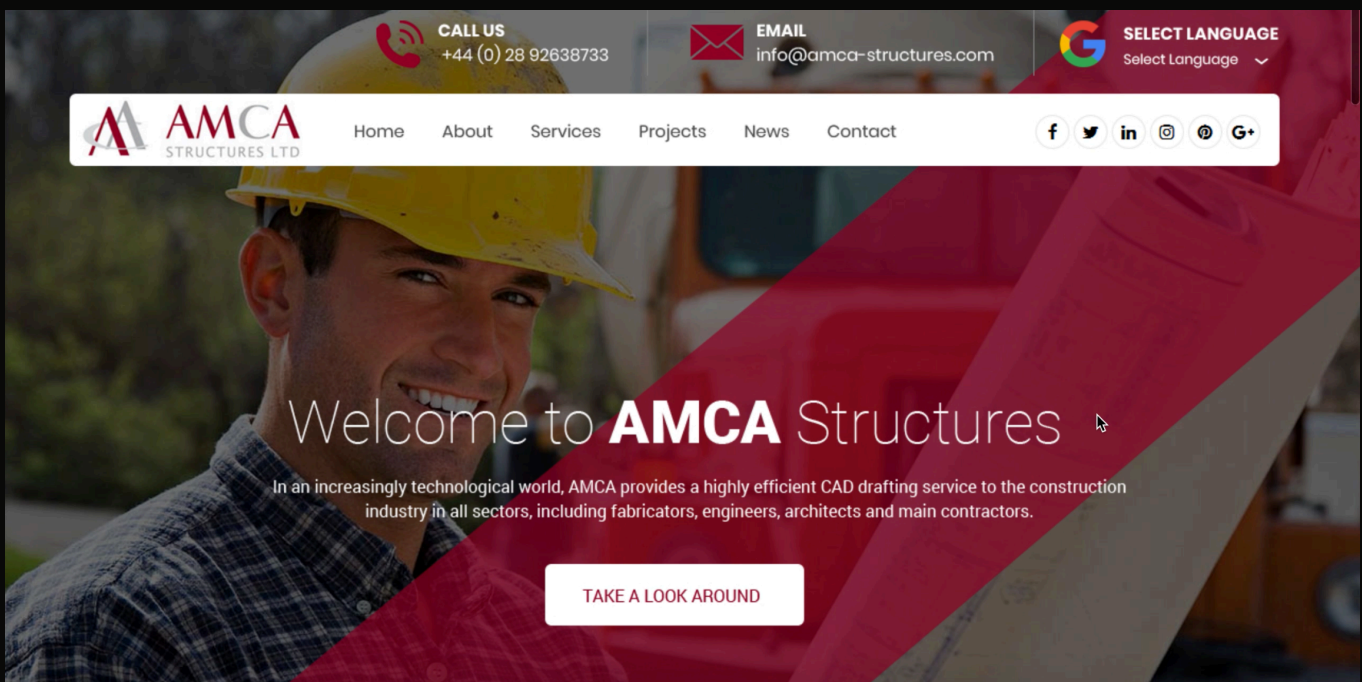 CALL US
+44 (0) 28 92638733
EMAIL
info@amca-structures.com
SELECT LANGUAGE
Select Language
AMCA
STRUCTURES LTD
Home About Services Projects News Contact
Welcome to AMCA Structures
In an increasingly technological world, AMCA provides a highly efficient CAD drafting service to the construction
industry in all sectors, including fabricators, engineers, architects and main contractors.
TAKE A LOOK AROUND